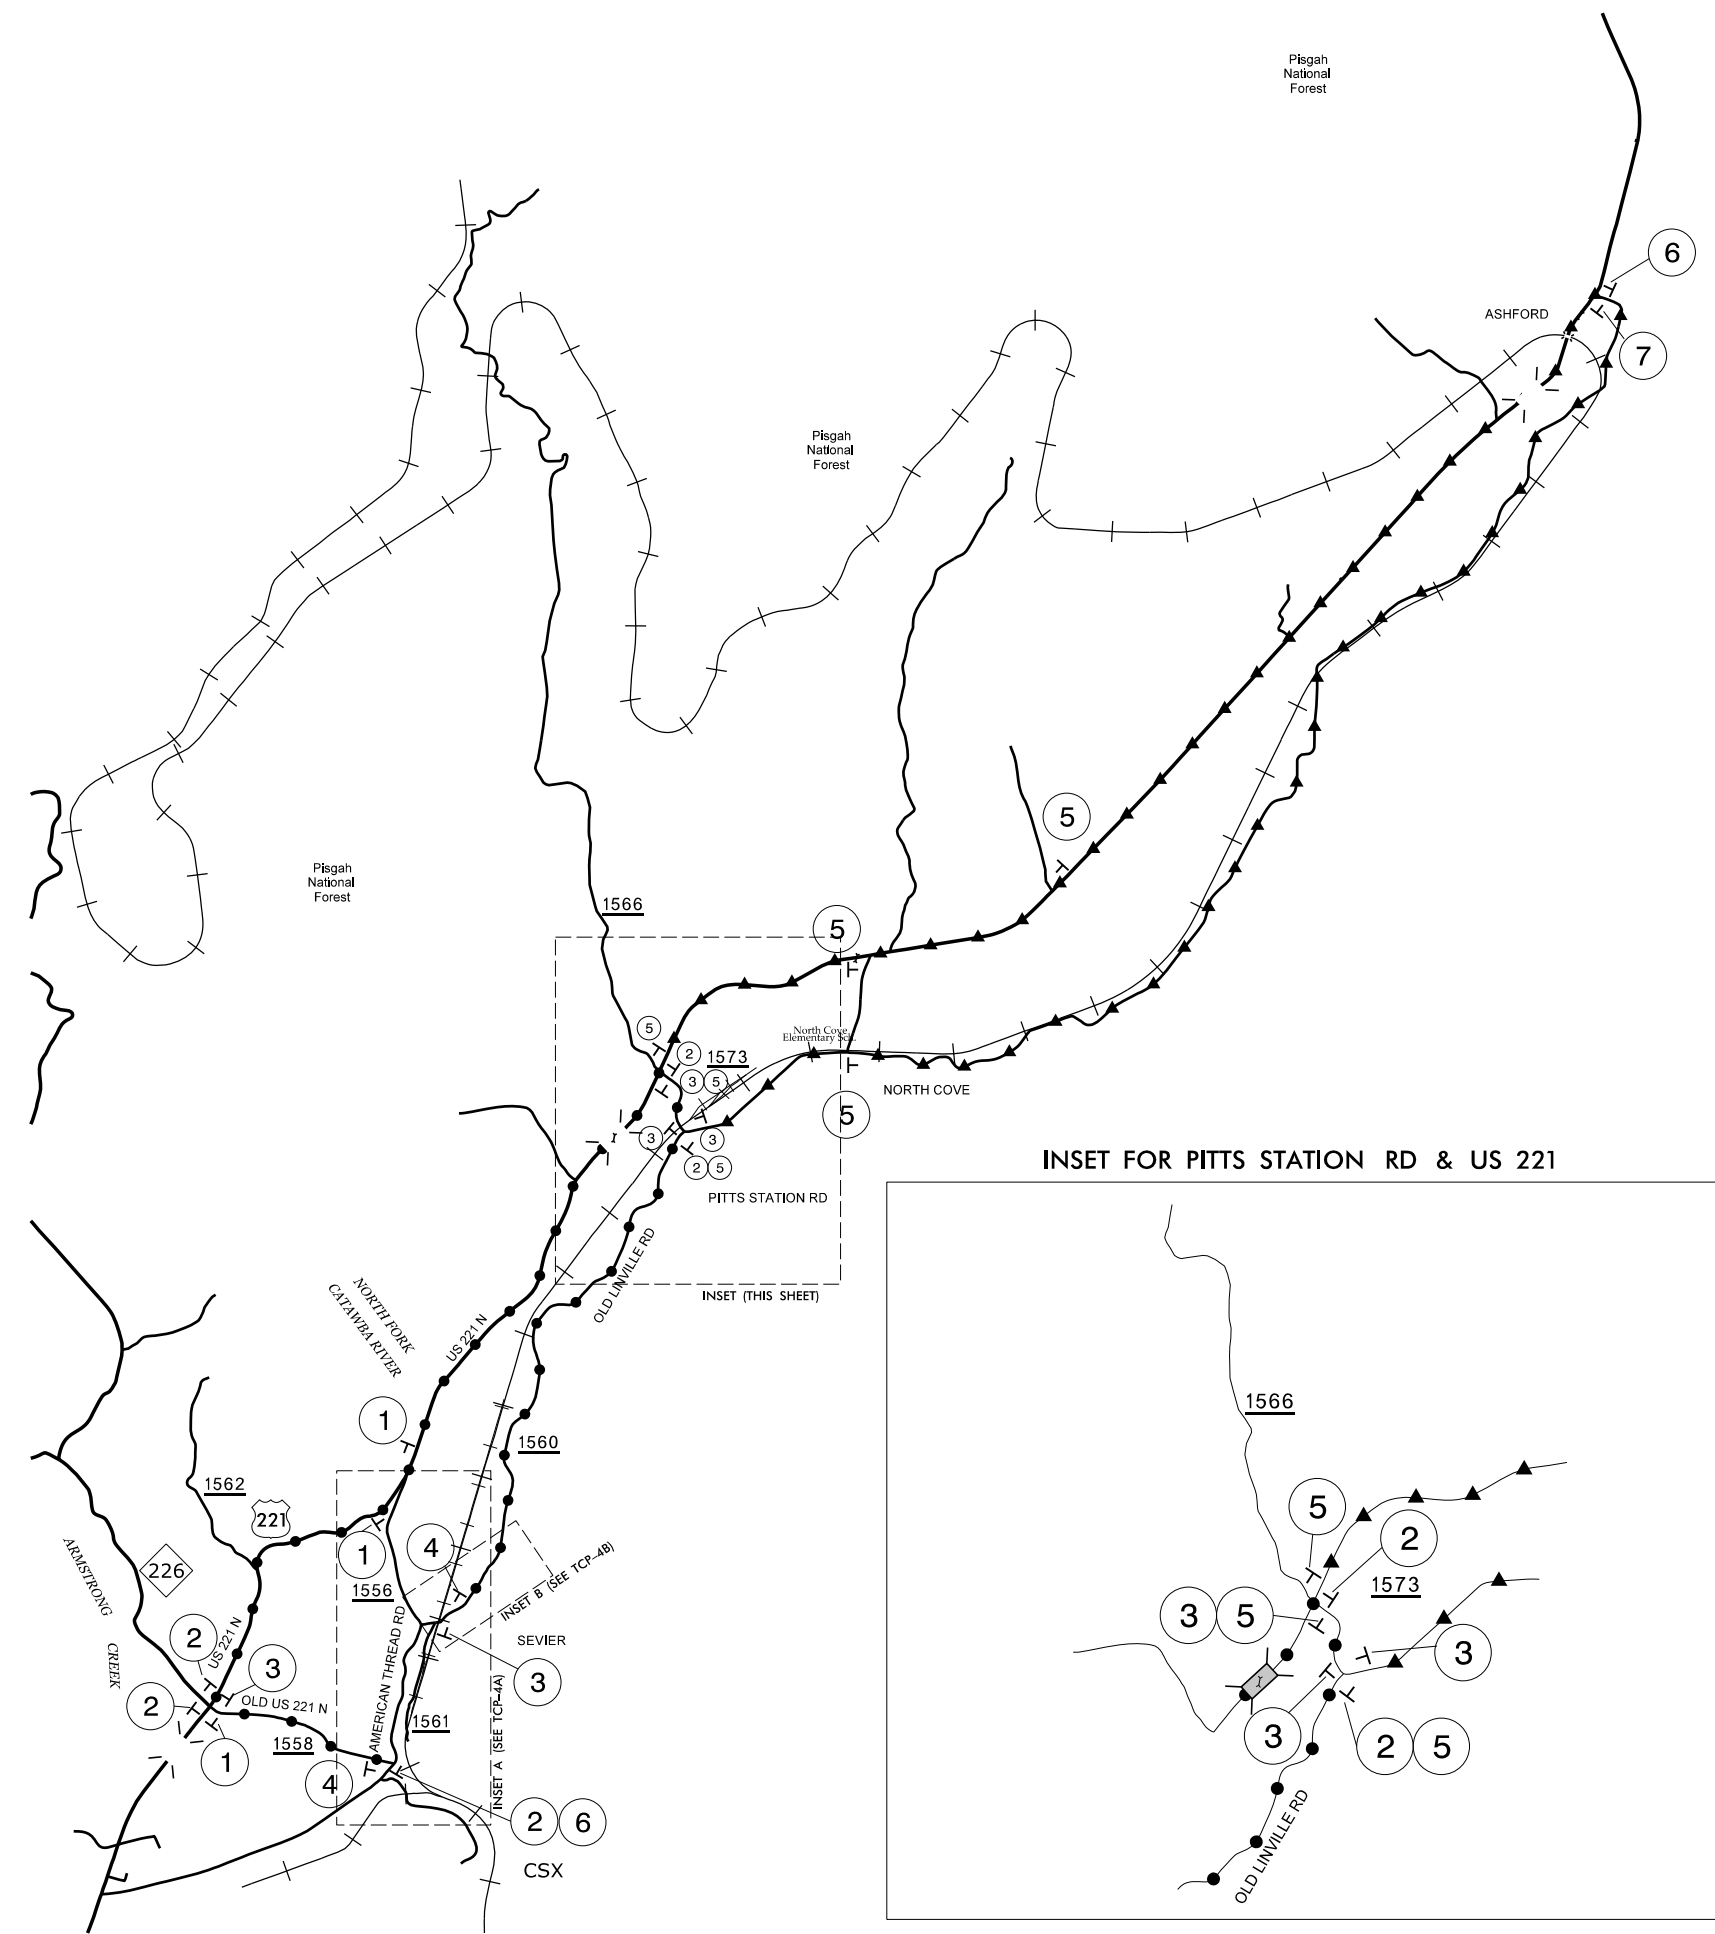 Pisgah
National
Forest
6
ASHFORD
7
Pisgah
National
Forest
5
Pisgah
National
Forest
1566
5
5
2
North Cove
Elementary Sch.
1573
3
5
NORTH COVE
5
3
3
2
5
PITTS STATION RD
INSET FOR PITTS STATION RD & US 221
OLD LINVILLE RD
INSET (THIS SHEET)
NORTH FORK
CATAWBA RIVER
US 221 N
1
1560
1562
221
1
4
226
ARMSTRONG
CREEK
1556
INSET B (SEE TCP-4B)
AMERICAN THREAD RD
SEVIER
2
US 221 N
3
3
2
OLD US 221 N
1
1558
1561
INSET A (SEE TCP-4A)
4
2
6
CSX
1566
5
2
1573
3
5
3
3
2
5
OLD LINVILLE RD